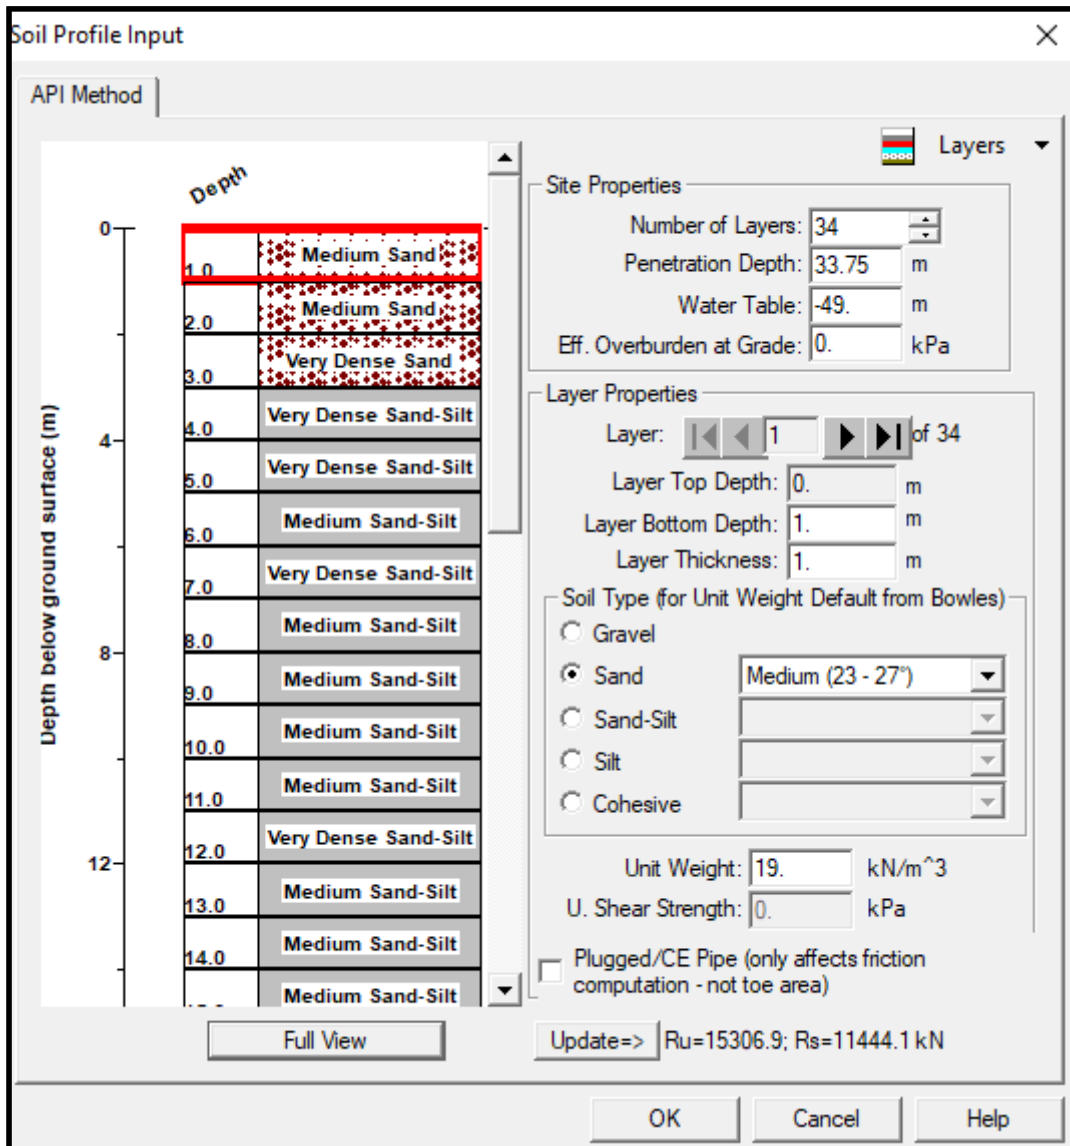 Soil Profile Input
API Method
Layers
Depth
Depth below ground surface (m)
0
4
8
12
1.0 Medium Sand
2.0 Medium Sand
3.0 Very Dense Sand
4.0 Very Dense Sand-Silt
5.0 Very Dense Sand-Silt
6.0 Medium Sand-Silt
7.0 Very Dense Sand-Silt
8.0 Medium Sand-Silt
9.0 Medium Sand-Silt
10.0 Medium Sand-Silt
11.0 Medium Sand-Silt
12.0 Very Dense Sand-Silt
13.0 Medium Sand-Silt
14.0 Medium Sand-Silt
Medium Sand-Silt
Full View
Site Properties
Number of Layers: 34
Penetration Depth: 33.75 m
Water Table: -49. m
Eff. Overburden at Grade: 0. kPa
Layer Properties
Layer: 1 of 34
Layer Top Depth: 0. m
Layer Bottom Depth: 1. m
Layer Thickness: 1. m
Soil Type (for Unit Weight Default from Bowles)
Gravel
Sand Medium (23 - 27°)
Sand-Silt
Silt
Cohesive
Unit Weight: 19. kN/m^3
U. Shear Strength: 0. kPa
Plugged/CE Pipe (only affects friction
computation - not toe area)
Update=> Ru=15306.9; Rs=11444.1 kN
OK Cancel Help